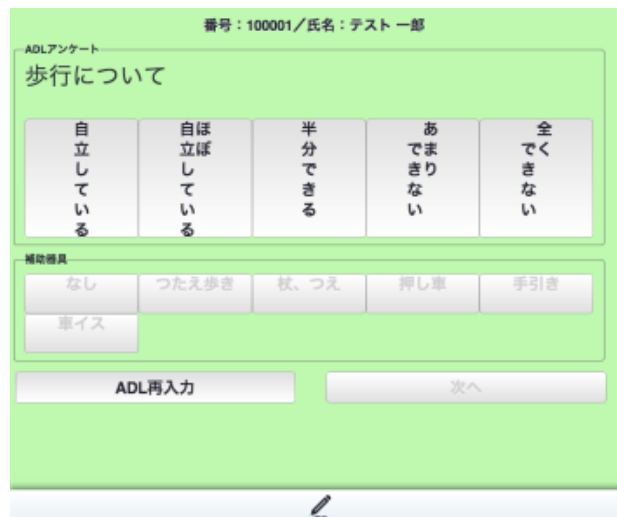 番号：100001／氏名：テスト 一郎
ADLアンケート
歩行について
自立している
ほぼ自立している
半分できる
あまりできない
全くできない
補助器具
なし
つたえ歩き
杖、つえ
押し車
手引き
車イス
ADL再入力
次へ